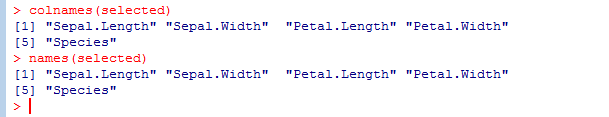 > colnames(selected)
[1] "Sepal.Length" "Sepal.Width"  "Petal.Length" "Petal.Width"
[5] "Species"
> names(selected)
[1] "Sepal.Length" "Sepal.Width"  "Petal.Length" "Petal.Width"
[5] "Species"
>